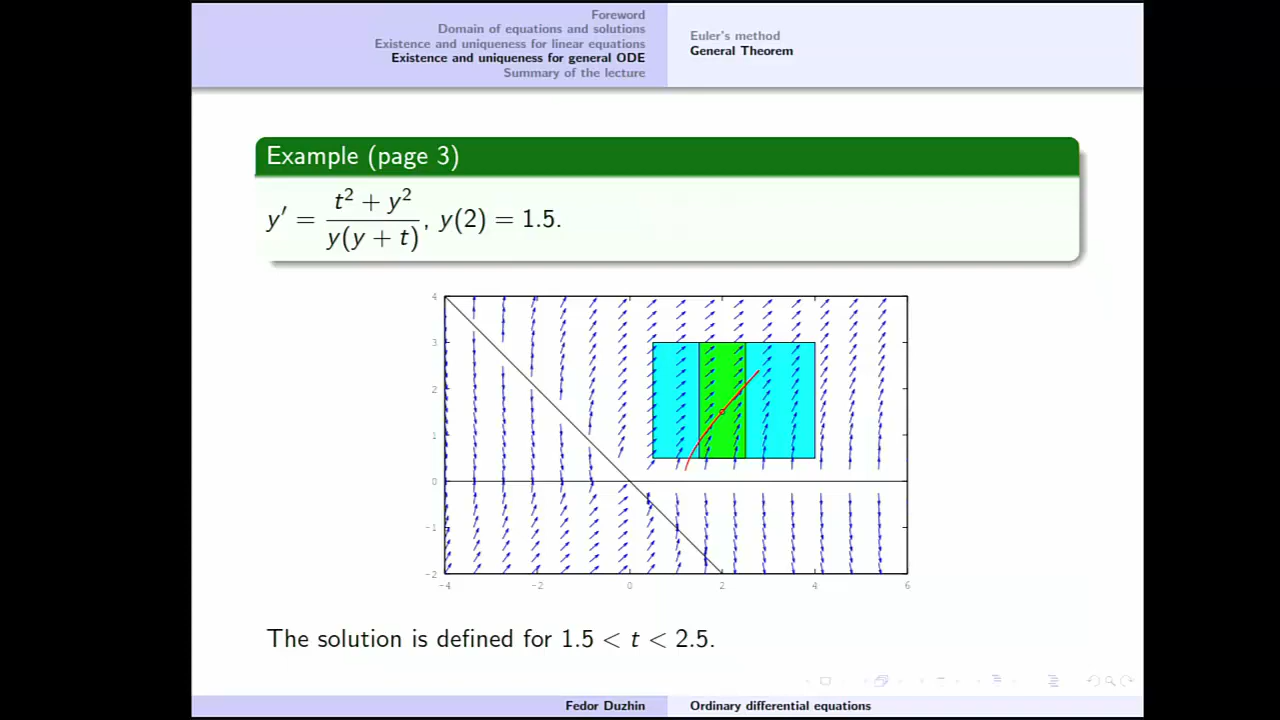 Foreword
Domain of equations and solutions
Existence and uniqueness for linear equations
Existence and uniqueness for general ODE
Summary of the lecture
Euler's method
General Theorem
Example (page 3)
y′ = (t² + y²) / (y(y + t)), y(2) = 1.5.
4
3
2
1
0
−1
−2
−4 −2 0 2 4 6
The solution is defined for 1.5 < t < 2.5.
Fedor Duzhin
Ordinary differential equations